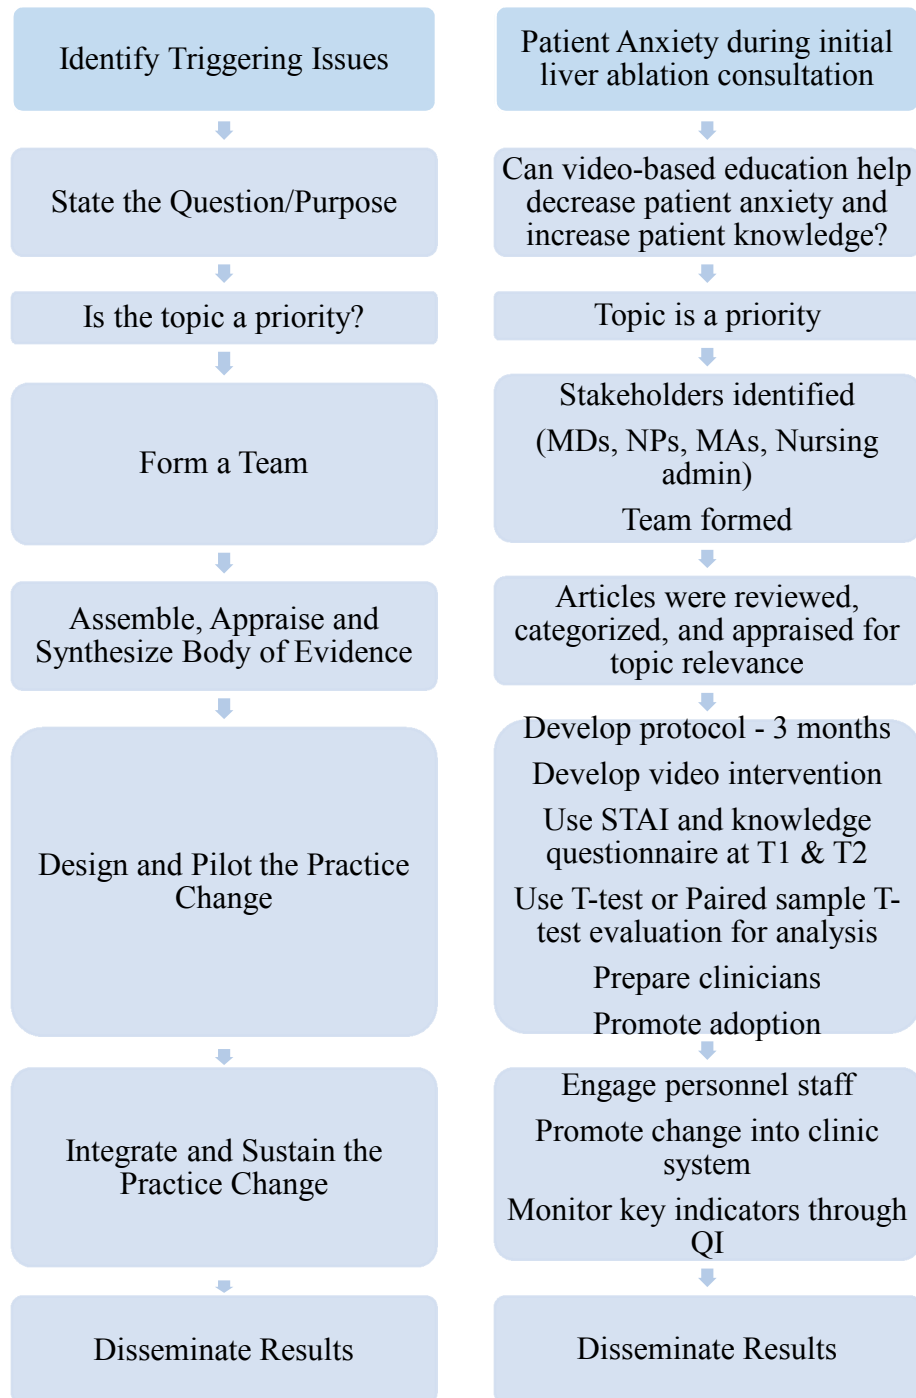 Identify Triggering Issues
State the Question/Purpose
Is the topic a priority?
Form a Team
Assemble, Appraise and
Synthesize Body of Evidence
Design and Pilot the Practice
Change
Integrate and Sustain the
Practice Change
Disseminate Results
Patient Anxiety during initial
liver ablation consultation
Can video-based education help
decrease patient anxiety and
increase patient knowledge?
Topic is a priority
Stakeholders identified
(MDs, NPs, MAs, Nursing
admin)
Team formed
Articles were reviewed,
categorized, and appraised for
topic relevance
Develop protocol - 3 months
Develop video intervention
Use STAI and knowledge
questionnaire at T1 & T2
Use T-test or Paired sample T-
test evaluation for analysis
Prepare clinicians
Promote adoption
Engage personnel staff
Promote change into clinic
system
Monitor key indicators through
QI
Disseminate Results